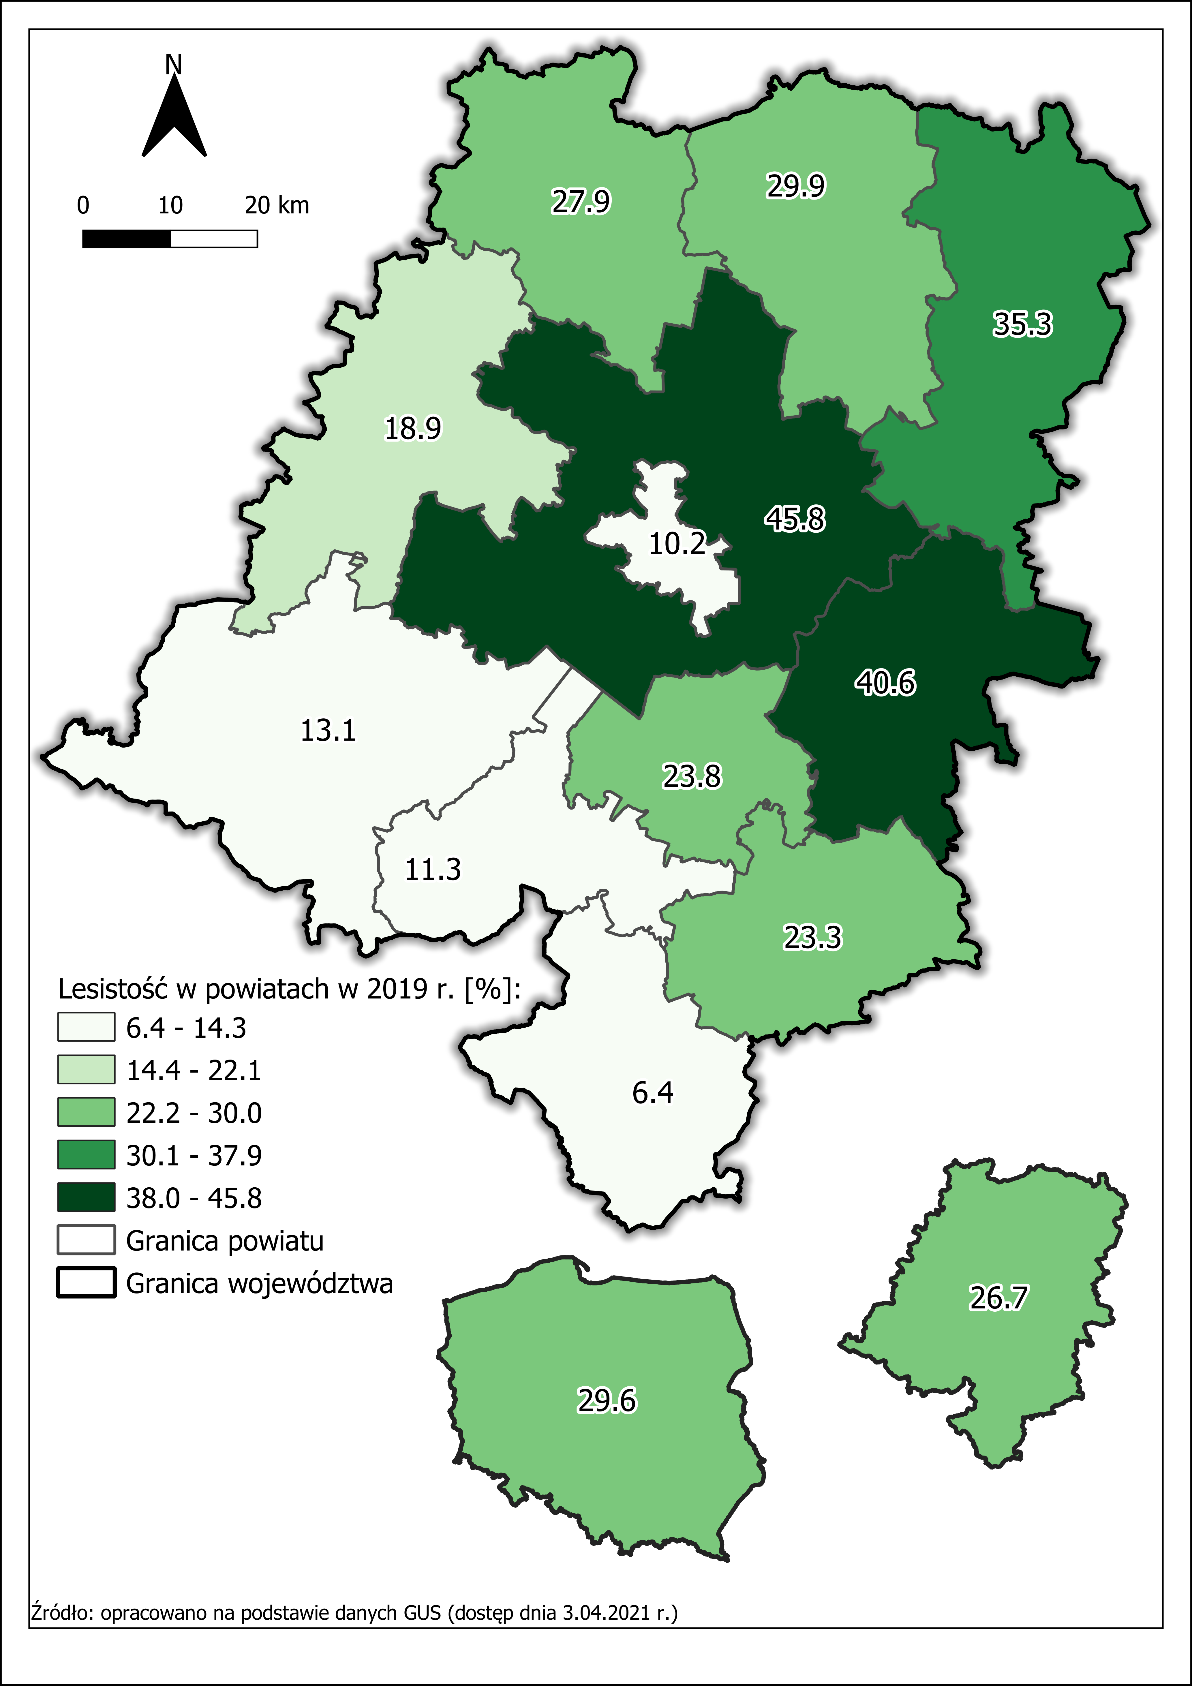 N
0 10 20 km
27.9
29.9
35.3
18.9
45.8
10.2
40.6
13.1
23.8
11.3
23.3
6.4
Lesistość w powiatach w 2019 r. [%]:
6.4 - 14.3
14.4 - 22.1
22.2 - 30.0
30.1 - 37.9
38.0 - 45.8
Granica powiatu
Granica województwa
26.7
29.6
Źródło: opracowano na podstawie danych GUS (dostęp dnia 3.04.2021 r.)